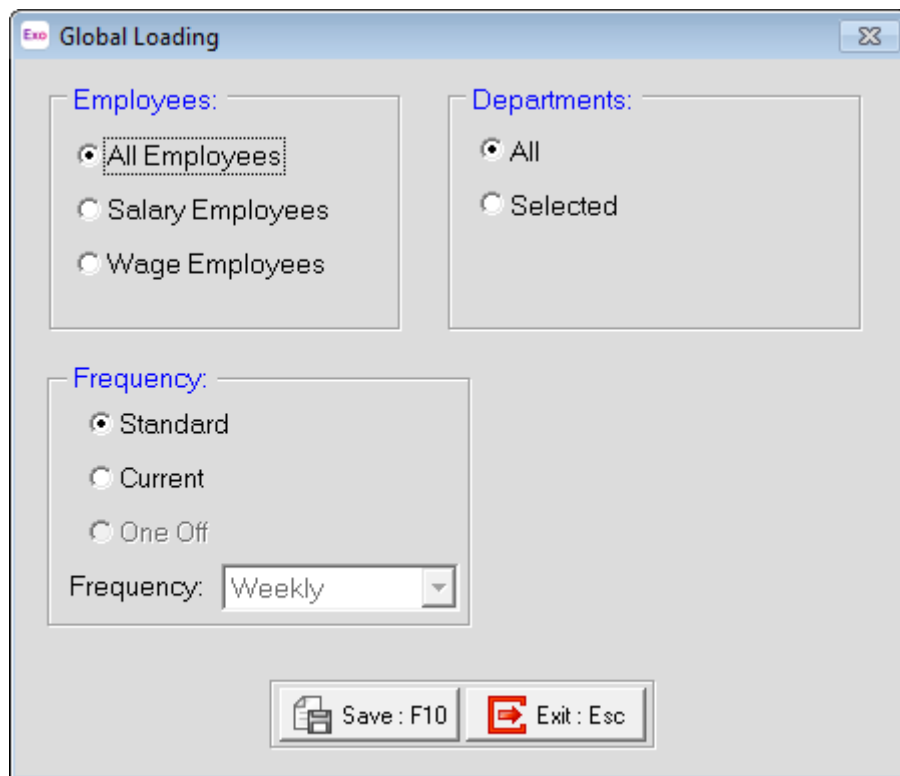 Exo Global Loading
Employees:
All Employees
Salary Employees
Wage Employees
Departments:
All
Selected
Frequency:
Standard
Current
One Off
Frequency: Weekly
Save : F10
Exit : Esc